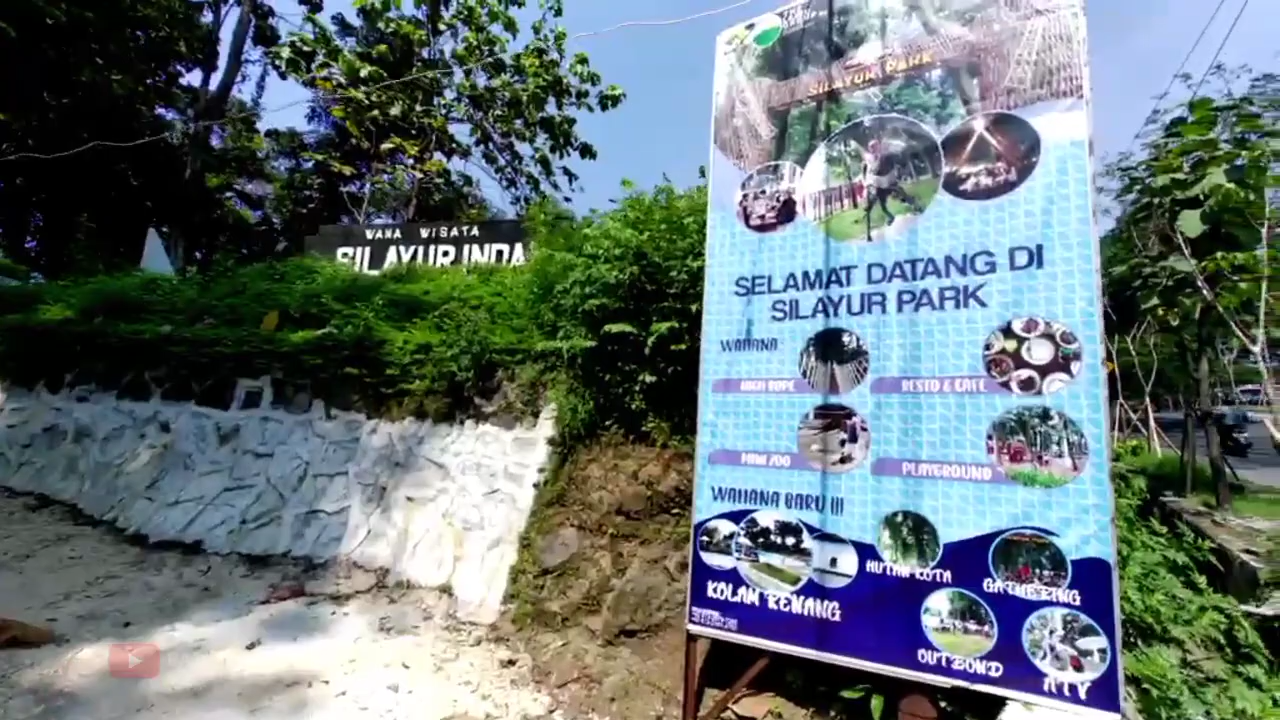 WANA WISATA
SILAYUR INDA
SILAYUR PARK
SELAMAT DATANG DI
SILAYUR PARK
WAHANA
HIGH ROPE
RESTO & CAFE
MINI ZOO
PLAYGROUND
WAHANA BARU !!!
KOLAM RENANG
HUTAN KOTA
GATHERING
OUTBOND
ATV